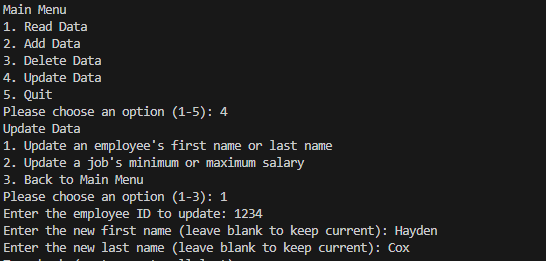 Main Menu
1. Read Data
2. Add Data
3. Delete Data
4. Update Data
5. Quit
Please choose an option (1-5): 4
Update Data
1. Update an employee's first name or last name
2. Update a job's minimum or maximum salary
3. Back to Main Menu
Please choose an option (1-3): 1
Enter the employee ID to update: 1234
Enter the new first name (leave blank to keep current): Hayden
Enter the new last name (leave blank to keep current): Cox